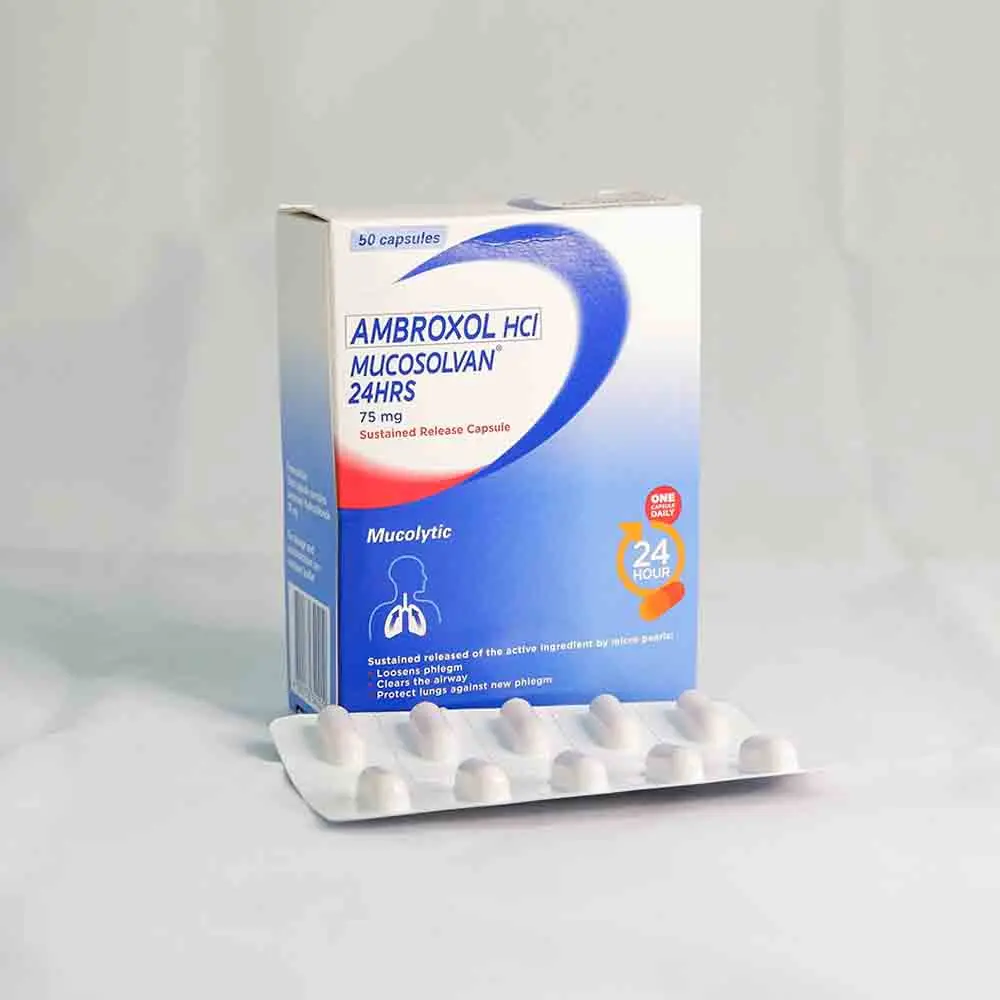 50 capsules
AMBROXOL HCl
MUCOSOLVAN®
24HRS
75 mg
Sustained Release Capsule
ONE
CAPSULE
DAILY
24
HOUR
Mucolytic
Sustained released of the active ingredient by micro pearls:
Loosens phlegm
Clears the airway
Protect lungs against new phlegm